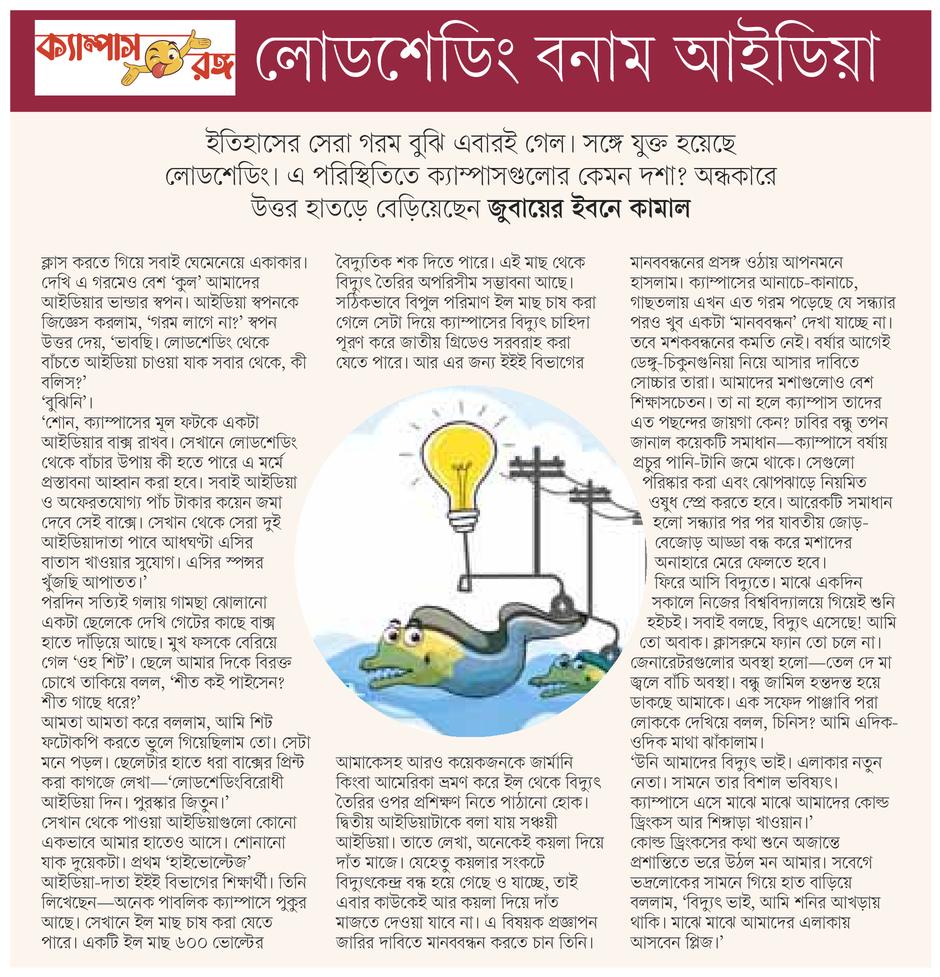 ক্যাম্পাস
রঙ্গ
লোডশেডিং বনাম আইডিয়া
ইতিহাসের সেরা গরম বুঝি এবারই গেল। সঙ্গে যুক্ত হয়েছে
লোডশেডিং। এ পরিস্থিতিতে ক্যাম্পাসগুলোর কেমন দশা? অন্ধকারে
উত্তর হাতড়ে বেড়িয়েছেন জুবায়ের ইবনে কামাল
ক্লাস করতে গিয়ে সবাই ঘেমেনেয়ে একাকার।
দেখি এ গরমেও বেশ ‘কুল’ আমাদের
আইডিয়ার ভান্ডার স্বপন। আইডিয়া স্বপনকে
জিজ্ঞেস করলাম, ‘গরম লাগে না?’ স্বপন
উত্তর দেয়, ‘ভাবছি। লোডশেডিং থেকে
বাঁচতে আইডিয়া চাওয়া যাক সবার থেকে, কী
বলিস?’
‘বুঝিনি’।
‘শোন, ক্যাম্পাসের মূল ফটকে একটা
আইডিয়ার বাক্স রাখব। সেখানে লোডশেডিং
থেকে বাঁচার উপায় কী হতে পারে এ মর্মে
প্রস্তাবনা আহ্বান করা হবে। সবাই আইডিয়া
ও অফেরতযোগ্য পাঁচ টাকার কয়েন জমা
দেবে সেই বাক্সে। সেখান থেকে সেরা দুই
আইডিয়াদাতা পাবে আধঘণ্টা এসির
বাতাস খাওয়ার সুযোগ। এসির স্পন্সর
খুঁজছি আপাতত।’
পরদিন সত্যিই গলায় গামছা ঝোলানো
একটা ছেলেকে দেখি গেটের কাছে বাক্স
হাতে দাঁড়িয়ে আছে। মুখ ফসকে বেরিয়ে
গেল ‘ওহ শিট’। ছেলে আমার দিকে বিরক্ত
চোখে তাকিয়ে বলল, ‘শীত কই পাইসেন?
শীত গাছে ধরে?’
আমতা আমতা করে বললাম, আমি শিট
ফটোকপি করতে ভুলে গিয়েছিলাম তো। সেটা
মনে পড়ল। ছেলেটার হাতে ধরা বাক্সের প্রিন্ট
করা কাগজে লেখা—‘লোডশেডিংবিরোধী
আইডিয়া দিন। পুরস্কার জিতুন।’
সেখান থেকে পাওয়া আইডিয়াগুলো কোনো
একভাবে আমার হাতেও আসে। শোনানো
যাক দুয়েকটা। প্রথম ‘হাইভোল্টেজ’
আইডিয়া-দাতা ইইই বিভাগের শিক্ষার্থী। তিনি
লিখেছেন—অনেক পাবলিক ক্যাম্পাসে পুকুর
আছে। সেখানে ইল মাছ চাষ করা যেতে
পারে। একটি ইল মাছ ৬০০ ভোল্টের
বৈদ্যুতিক শক দিতে পারে। এই মাছ থেকে
বিদ্যুৎ তৈরির অপরিসীম সম্ভাবনা আছে।
সঠিকভাবে বিপুল পরিমাণ ইল মাছ চাষ করা
গেলে সেটা দিয়ে ক্যাম্পাসের বিদ্যুৎ চাহিদা
পূরণ করে জাতীয় গ্রিডেও সরবরাহ করা
যেতে পারে। আর এর জন্য ইইই বিভাগের
আমাকেসহ আরও কয়েকজনকে জার্মানি
কিংবা আমেরিকা ভ্রমণ করে ইল থেকে বিদ্যুৎ
তৈরির ওপর প্রশিক্ষণ নিতে পাঠানো হোক।
দ্বিতীয় আইডিয়াটাকে বলা যায় সঞ্চয়ী
আইডিয়া। তাতে লেখা, অনেকেই কয়লা দিয়ে
দাঁত মাজে। যেহেতু কয়লার সংকটে
বিদ্যুৎকেন্দ্র বন্ধ হয়ে গেছে ও যাচ্ছে, তাই
এবার কাউকেই আর কয়লা দিয়ে দাঁত
মাজতে দেওয়া যাবে না। এ বিষয়ক প্রজ্ঞাপন
জারির দাবিতে মানববন্ধন করতে চান তিনি।
মানববন্ধনের প্রসঙ্গ ওঠায় আপনমনে
হাসলাম। ক্যাম্পাসের আনাচে-কানাচে,
গাছতলায় এখন এত গরম পড়েছে যে সন্ধ্যার
পরও খুব একটা ‘মানববন্ধন’ দেখা যাচ্ছে না।
তবে মশকবন্ধনের কমতি নেই। বর্ষার আগেই
ডেঙ্গু-চিকুনগুনিয়া নিয়ে আসার দাবিতে
সোচ্চার তারা। আমাদের মশাগুলোও বেশ
শিক্ষাসচেতন। তা না হলে ক্যাম্পাস তাদের
এত পছন্দের জায়গা কেন? ঢাবির বন্ধু তপন
জানাল কয়েকটি সমাধান—ক্যাম্পাসে বর্ষায়
প্রচুর পানি-টানি জমে থাকে। সেগুলো
পরিষ্কার করা এবং ঝোপঝাড়ে নিয়মিত
ওষুধ স্প্রে করতে হবে। আরেকটি সমাধান
হলো সন্ধ্যার পর পর যাবতীয় জোড়-
বেজোড় আড্ডা বন্ধ করে মশাদের
অনাহারে মেরে ফেলতে হবে।
ফিরে আসি বিদ্যুতে। মাঝে একদিন
সকালে নিজের বিশ্ববিদ্যালয়ে গিয়েই শুনি
হইচই। সবাই বলছে, বিদ্যুৎ এসেছে! আমি
তো অবাক। ক্লাসরুমে ফ্যান তো চলে না।
জেনারেটরগুলোর অবস্থা হলো—তেল দে মা
জ্বলে বাঁচি অবস্থা। বন্ধু জামিল হন্তদন্ত হয়ে
ডাকছে আমাকে। এক সফেদ পাঞ্জাবি পরা
লোককে দেখিয়ে বলল, চিনিস? আমি এদিক-
ওদিক মাথা ঝাঁকালাম।
‘উনি আমাদের বিদ্যুৎ ভাই। এলাকার নতুন
নেতা। সামনে তার বিশাল ভবিষ্যৎ।
ক্যাম্পাসে এসে মাঝে মাঝে আমাদের কোল্ড
ড্রিংকস আর শিঙ্গাড়া খাওয়ান।’
কোল্ড ড্রিংকসের কথা শুনে অজান্তে
প্রশান্তিতে ভরে উঠল মন আমার। সবেগে
ভদ্রলোকের সামনে গিয়ে হাত বাড়িয়ে
বললাম, ‘বিদ্যুৎ ভাই, আমি শনির আখড়ায়
থাকি। মাঝে মাঝে আমাদের এলাকায়
আসবেন প্লিজ।’